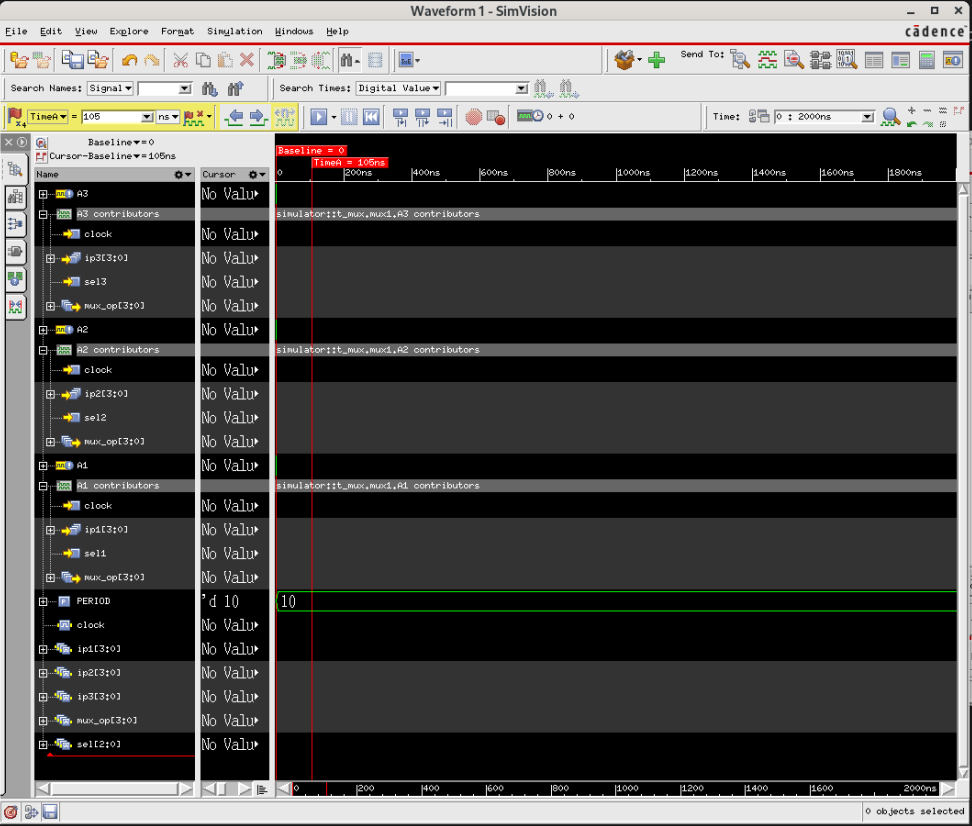 Waveform 1 - SimVision
File Edit View Explore Format Simulation Windows Help
cādence
Send To:
Search Names: Signal
Search Times: Digital Value
TimeA = 105 ns
0 + 0
Time: 0 : 2000ns
Baseline = 0
Cursor-Baseline = 105ns
Baseline = 0
TimeA = 105ns
Name Cursor
0 200ns 400ns 600ns 800ns 1000ns 1200ns 1400ns 1600ns 1800ns
A3 No Valu
A3 contributors simulator::t_mux.mux1.A3 contributors
clock No Valu
ip3[3:0] No Valu
sel3 No Valu
mux_op[3:0] No Valu
A2 No Valu
A2 contributors simulator::t_mux.mux1.A2 contributors
clock No Valu
ip2[3:0] No Valu
sel2 No Valu
mux_op[3:0] No Valu
A1 No Valu
A1 contributors simulator::t_mux.mux1.A1 contributors
clock No Valu
ip1[3:0] No Valu
sel1 No Valu
mux_op[3:0] No Valu
PERIOD 'd 10 10
clock No Valu
ip1[3:0] No Valu
ip2[3:0] No Valu
ip3[3:0] No Valu
mux_op[3:0] No Valu
sel[2:0] No Valu
0 200 400 600 800 1000 1200 1400 1600 2000ns
0 objects selected